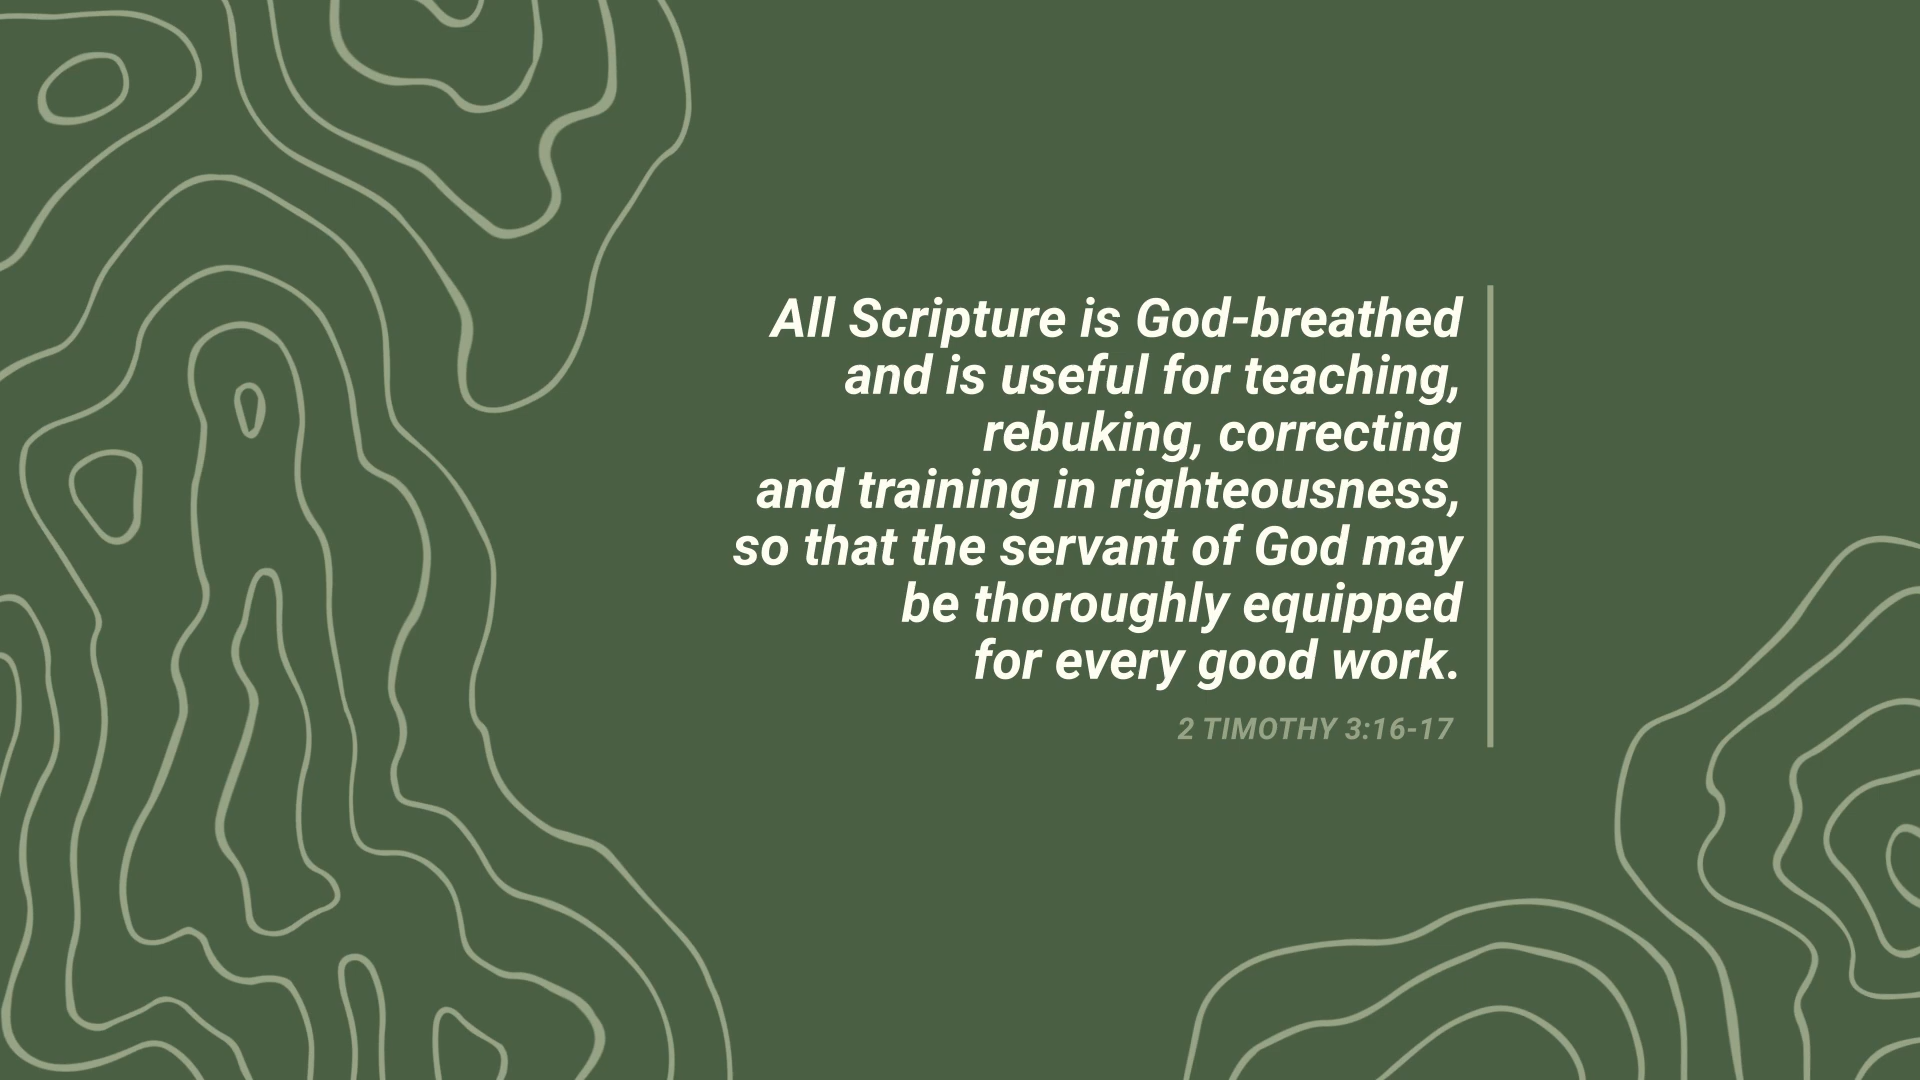 All Scripture is God-breathed
and is useful for teaching,
rebuking, correcting
and training in righteousness,
so that the servant of God may
be thoroughly equipped
for every good work.
2 TIMOTHY 3:16-17